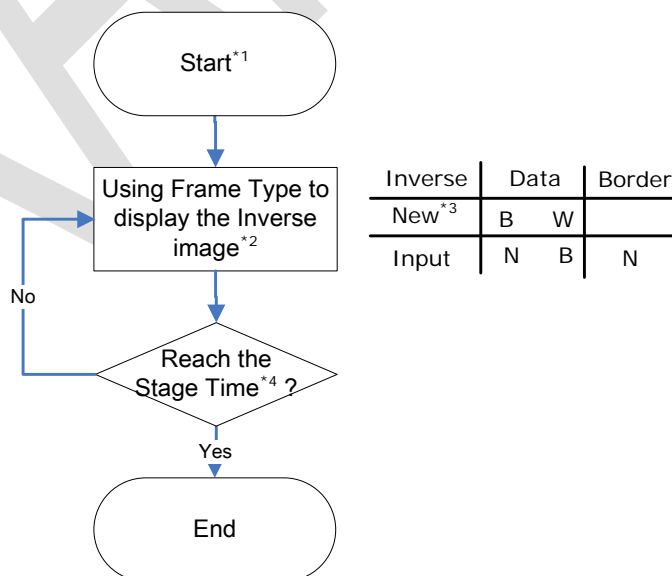 Start*1
Using Frame Type to
display the Inverse
image*2
Inverse Data Border
New*3 B W
Input N B N
No
Reach the
Stage Time*4 ?
Yes
End